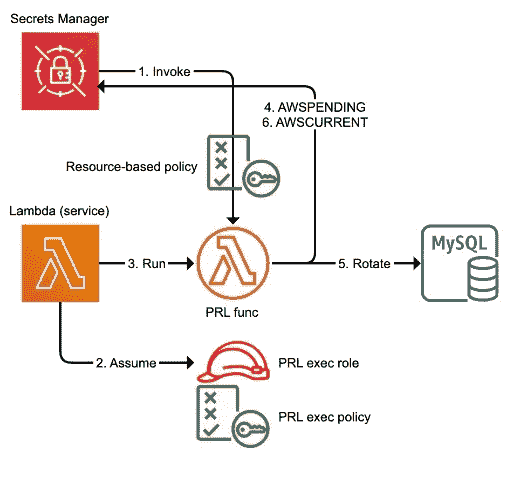 Secrets Manager
1. Invoke
4. AWSPENDING
6. AWSCURRENT
Resource-based policy
Lambda (service)
3. Run
5. Rotate
MySQL
PRL func
2. Assume
PRL exec role
PRL exec policy